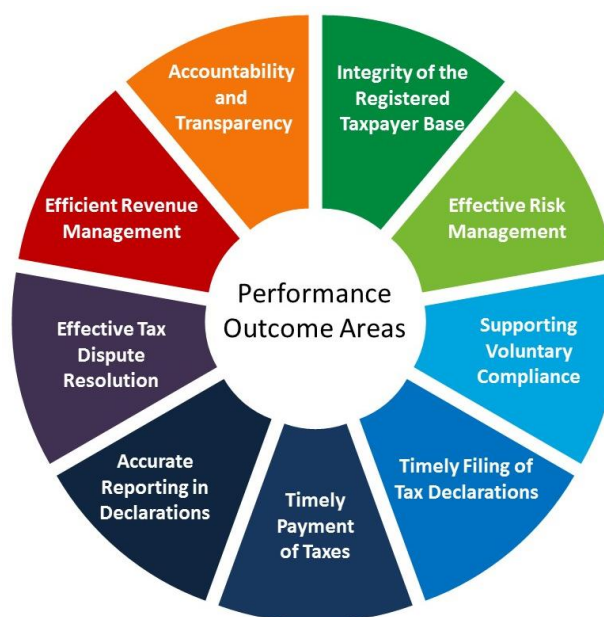 Performance
Outcome Areas
Integrity of the
Registered
Taxpayer Base
Effective Risk
Management
Supporting
Voluntary
Compliance
Timely Filing of
Tax Declarations
Timely
Payment
of Taxes
Accurate
Reporting in
Declarations
Effective Tax
Dispute
Resolution
Efficient Revenue
Management
Accountability
and
Transparency